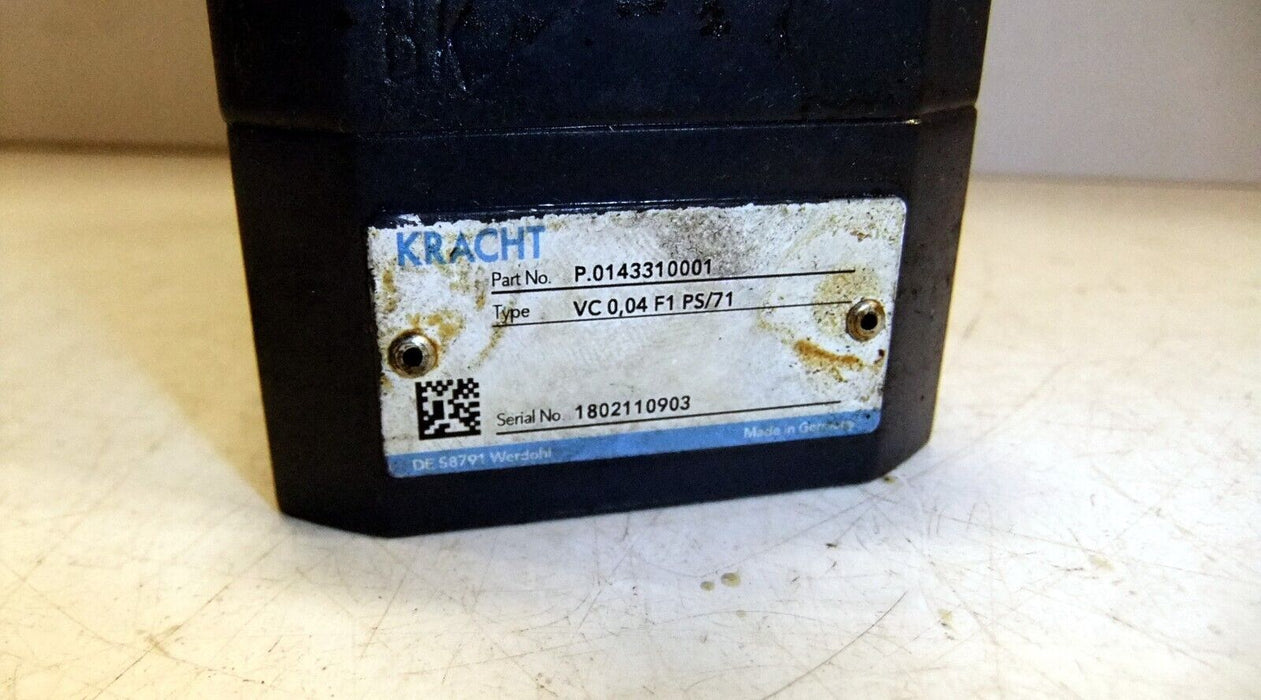 KRACHT
Part No. P.0143310001
Type VC 0,04 F1 PS/71
Serial No. 1802110903
DE 58791 Werdohl
Made in Germany